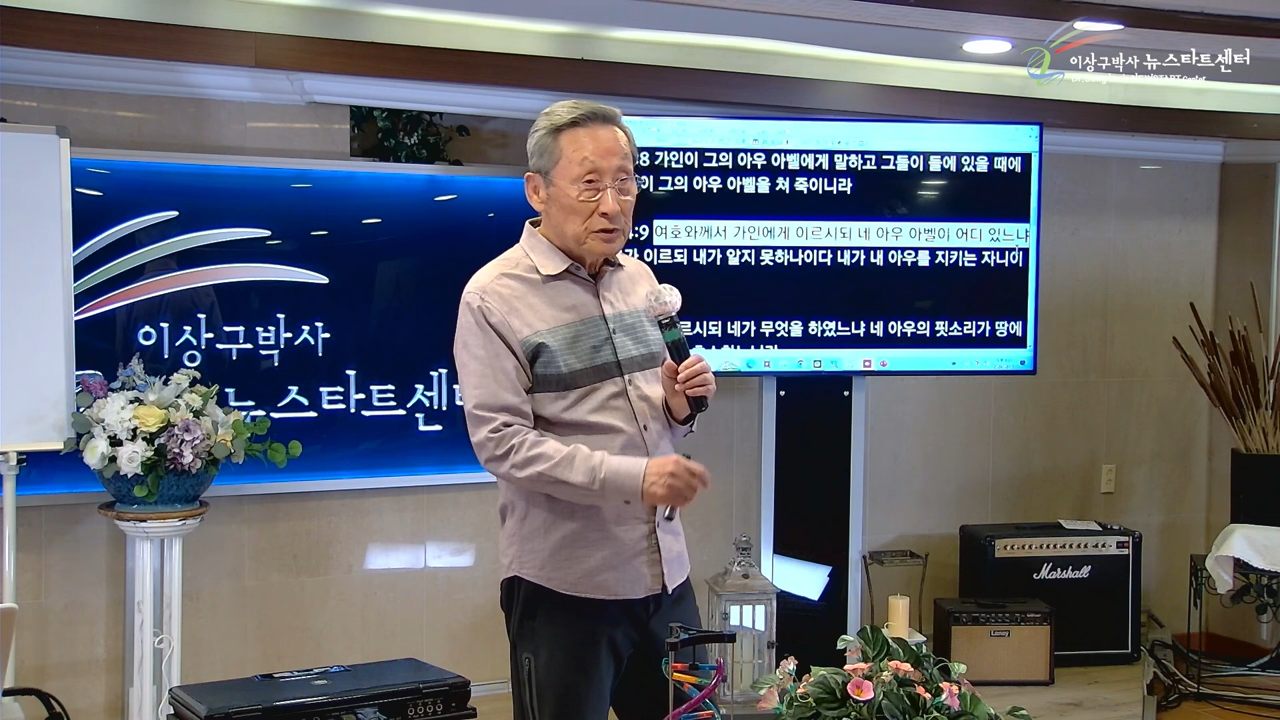 이상구박사 뉴스타트센터
:8 가인이 그의 아우 아벨에게 말하고 그들이 들에 있을 때에
이 그의 아우 아벨을 쳐 죽이니라
4:9 여호와께서 가인에게 이르시되 네 아우 아벨이 어디 있느냐
이르되 내가 알지 못하나이다 내가 내 아우를 지키는 자니이
르시되 네가 무엇을 하였느냐 네 아우의 핏소리가 땅에
이상구박사
뉴스타트센터
Marshall
Laney